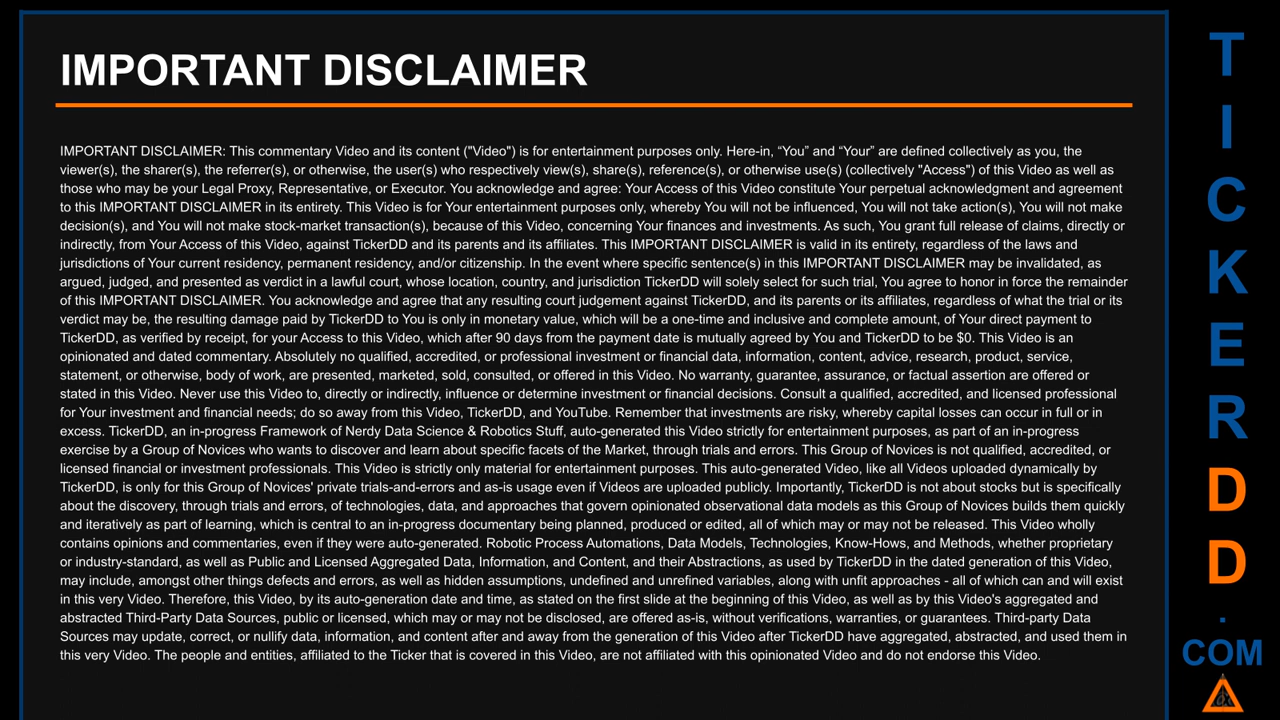 IMPORTANT DISCLAIMER
IMPORTANT DISCLAIMER: This commentary Video and its content ("Video") is for entertainment purposes only. Here-in, “You” and “Your” are defined collectively as you, the
viewer(s), the sharer(s), the referrer(s), or otherwise, the user(s) who respectively view(s), share(s), reference(s), or otherwise use(s) (collectively "Access") of this Video as well as
those who may be your Legal Proxy, Representative, or Executor. You acknowledge and agree: Your Access of this Video constitute Your perpetual acknowledgment and agreement
to this IMPORTANT DISCLAIMER in its entirety. This Video is for Your entertainment purposes only, whereby You will not be influenced, You will not take action(s), You will not make
decision(s), and You will not make stock-market transaction(s), because of this Video, concerning Your finances and investments. As such, You grant full release of claims, directly or
indirectly, from Your Access of this Video, against TickerDD and its parents and its affiliates. This IMPORTANT DISCLAIMER is valid in its entirety, regardless of the laws and
jurisdictions of Your current residency, permanent residency, and/or citizenship. In the event where specific sentence(s) in this IMPORTANT DISCLAIMER may be invalidated, as
argued, judged, and presented as verdict in a lawful court, whose location, country, and jurisdiction TickerDD will solely select for such trial, You agree to honor in force the remainder
of this IMPORTANT DISCLAIMER. You acknowledge and agree that any resulting court judgement against TickerDD, and its parents or its affiliates, regardless of what the trial or its
verdict may be, the resulting damage paid by TickerDD to You is only in monetary value, which will be a one-time and inclusive and complete amount, of Your direct payment to
TickerDD, as verified by receipt, for your Access to this Video, which after 90 days from the payment date is mutually agreed by You and TickerDD to be $0. This Video is an
opinionated and dated commentary. Absolutely no qualified, accredited, or professional investment or financial data, information, content, advice, research, product, service,
statement, or otherwise, body of work, are presented, marketed, sold, consulted, or offered in this Video. No warranty, guarantee, assurance, or factual assertion are offered or
stated in this Video. Never use this Video to, directly or indirectly, influence or determine investment or financial decisions. Consult a qualified, accredited, and licensed professional
for Your investment and financial needs; do so away from this Video, TickerDD, and YouTube. Remember that investments are risky, whereby capital losses can occur in full or in
excess. TickerDD, an in-progress Framework of Nerdy Data Science & Robotics Stuff, auto-generated this Video strictly for entertainment purposes, as part of an in-progress
exercise by a Group of Novices who wants to discover and learn about specific facets of the Market, through trials and errors. This Group of Novices is not qualified, accredited, or
licensed financial or investment professionals. This Video is strictly only material for entertainment purposes. This auto-generated Video, like all Videos uploaded dynamically by
TickerDD, is only for this Group of Novices' private trials-and-errors and as-is usage even if Videos are uploaded publicly. Importantly, TickerDD is not about stocks but is specifically
about the discovery, through trials and errors, of technologies, data, and approaches that govern opinionated observational data models as this Group of Novices builds them quickly
and iteratively as part of learning, which is central to an in-progress documentary being planned, produced or edited, all of which may or may not be released. This Video wholly
contains opinions and commentaries, even if they were auto-generated. Robotic Process Automations, Data Models, Technologies, Know-Hows, and Methods, whether proprietary
or industry-standard, as well as Public and Licensed Aggregated Data, Information, and Content, and their Abstractions, as used by TickerDD in the dated generation of this Video,
may include, amongst other things defects and errors, as well as hidden assumptions, undefined and unrefined variables, along with unfit approaches - all of which can and will exist
in this very Video. Therefore, this Video, by its auto-generation date and time, as stated on the first slide at the beginning of this Video, as well as by this Video's aggregated and
abstracted Third-Party Data Sources, public or licensed, which may or may not be disclosed, are offered as-is, without verifications, warranties, or guarantees. Third-party Data
Sources may update, correct, or nullify data, information, and content after and away from the generation of this Video after TickerDD have aggregated, abstracted, and used them in
this very Video. The people and entities, affiliated to the Ticker that is covered in this Video, are not affiliated with this opinionated Video and do not endorse this Video.
T
I
C
K
E
R
D
D
.
COM